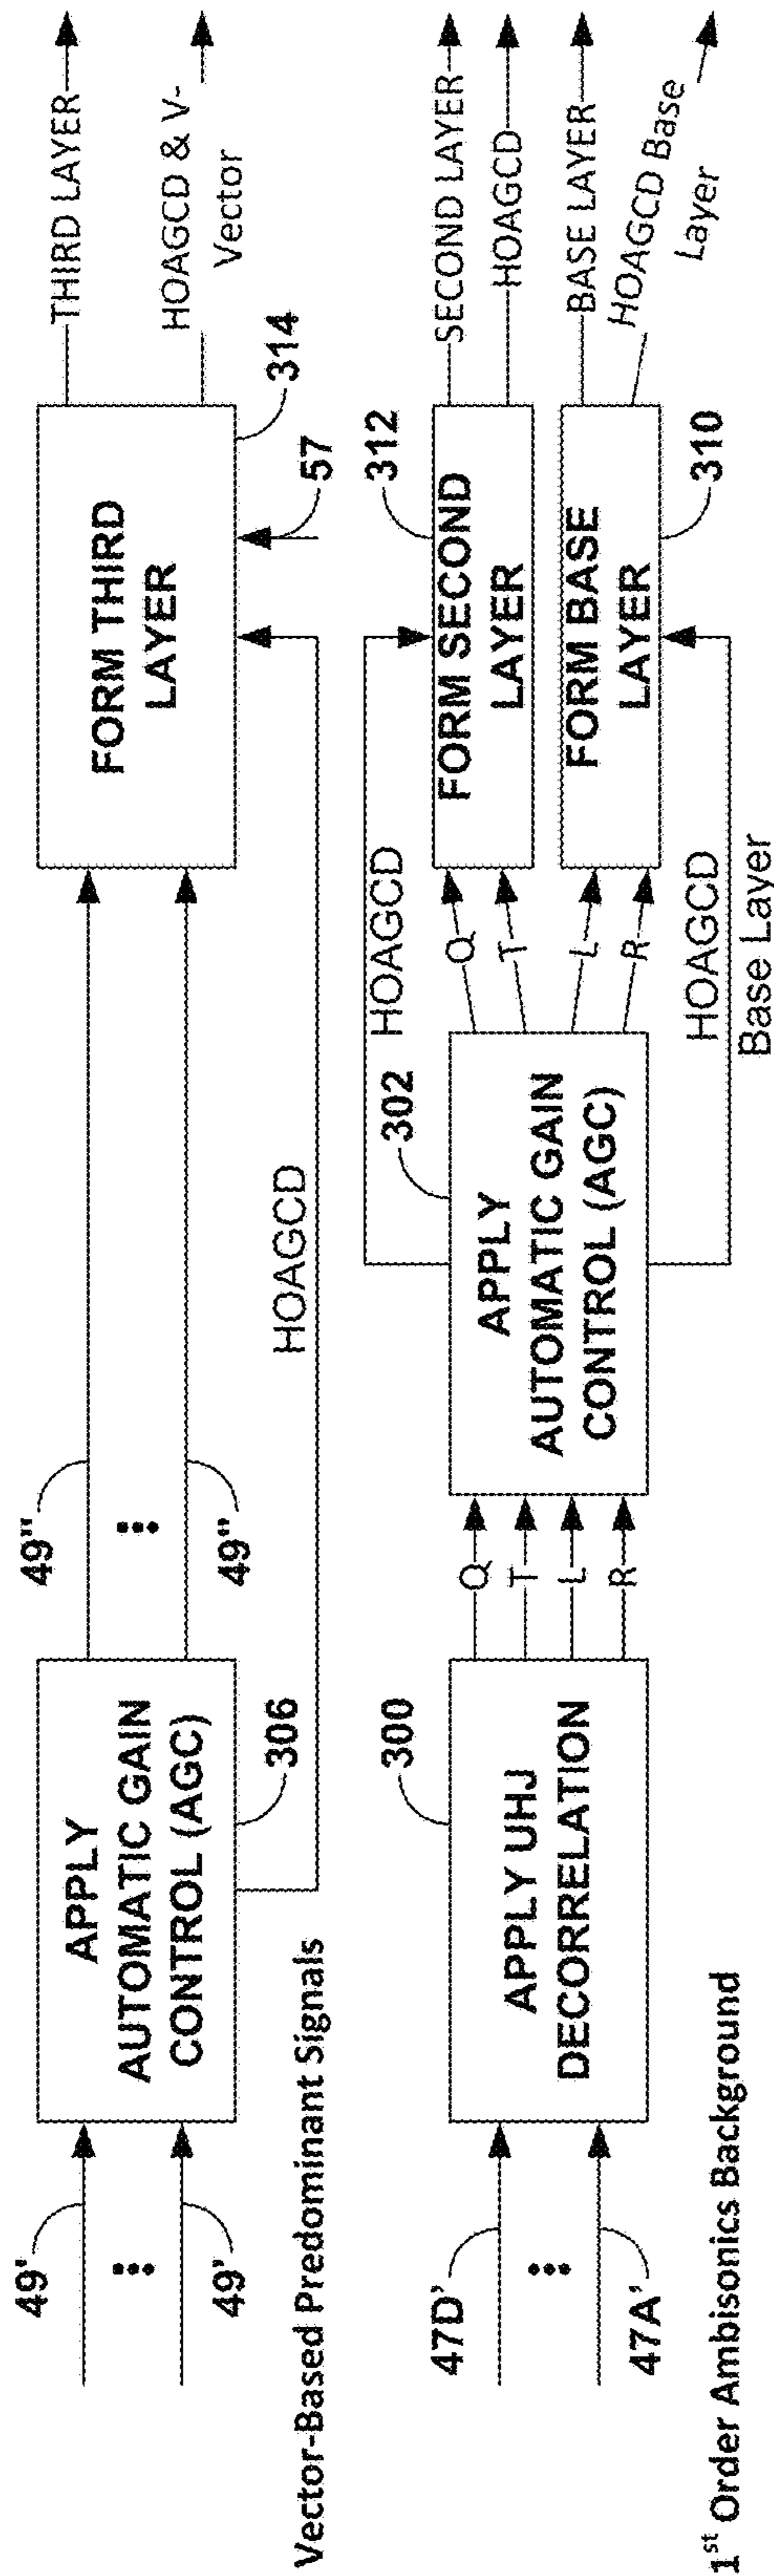 49'
49'
APPLY
AUTOMATIC GAIN
CONTROL (AGC)
306
49"
49"
HOAGCD
FORM THIRD
LAYER
57
314
THIRD LAYER
HOAGCD & V-
Vector
Vector-Based Predominant Signals
47D'
47A'
300
APPLY UHJ
DECORRELATION
Q
T
L
R
302
APPLY
AUTOMATIC GAIN
CONTROL (AGC)
HOAGCD
Q
T
L
R
HOAGCD
Base Layer
312
FORM SECOND
LAYER
FORM BASE
LAYER
310
SECOND LAYER
HOAGCD
BASE LAYER
HOAGCD Base
Layer
1st Order Ambisonics Background